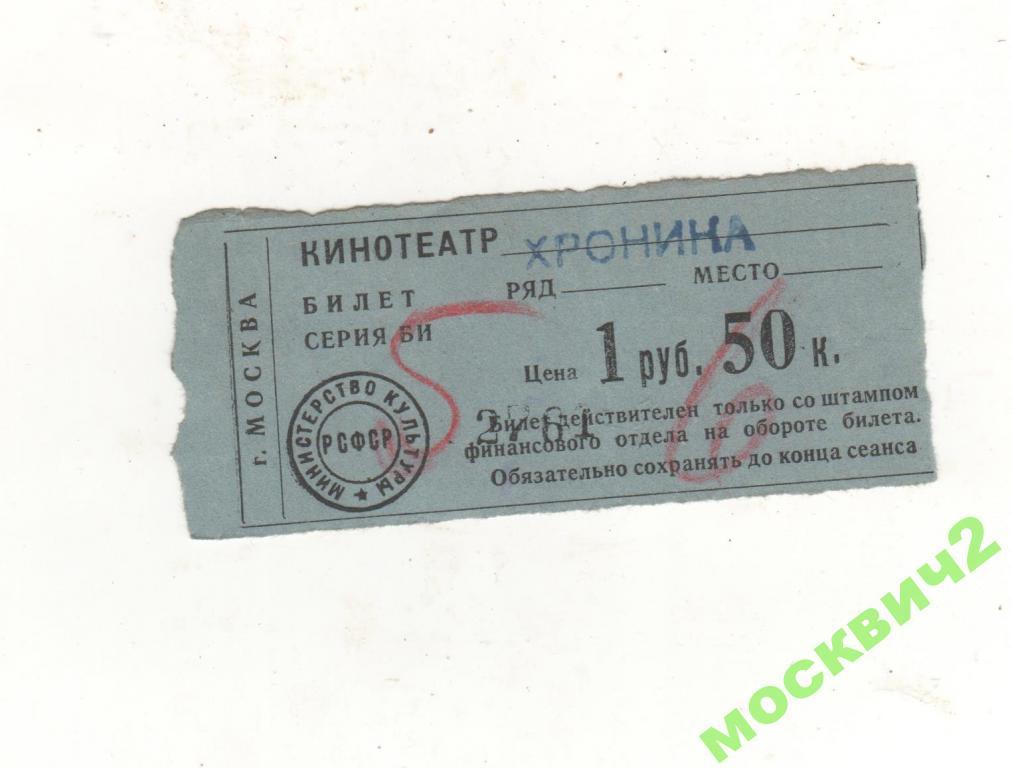 г. МОСКВА
КИНОТЕАТР ХРОНИКА
БИЛЕТ РЯД МЕСТО
СЕРИЯ БИ
Цена 1 руб. 50 к.
5 6
МИНИСТЕРСТВО КУЛЬТУРЫ
РСФСР
Билет действителен только со штампом
финансового отдела на обороте билета.
Обязательно сохранять до конца сеанса
москвич2